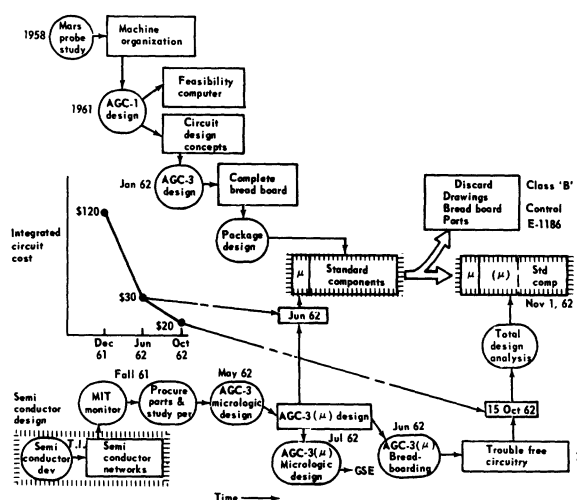 1958
Mars
probe
study
Machine
organization
1961
AGC-1
design
Feasibility
computer
Circuit
design
concepts
Jan 62
AGC-3
design
Complete
bread board
Package
design
Discard
Drawings
Bread board
Parts
Class 'B'
Control
E-1186
Integrated
circuit
cost
$120
$30
$20
Dec
61
Jun
62
Oct
62
μ
Standard
components
μ
(μ)
Std
comp
Nov 1, 62
Jun 62
Total
design
analysis
15 Oct 62
Fall 61
May 62
Semi
conductor
design
MIT
monitor
Procure
parts &
study per
AGC-3
micrologic
design
AGC-3(μ) design
Jul 62
Jun 62
T.I.
Semi
conductor
dev
Semi
conductor
networks
AGC-3(μ)
Micrologic
design
GSE
AGC-3(μ)
Bread-
boarding
Trouble free
circuitry
Time